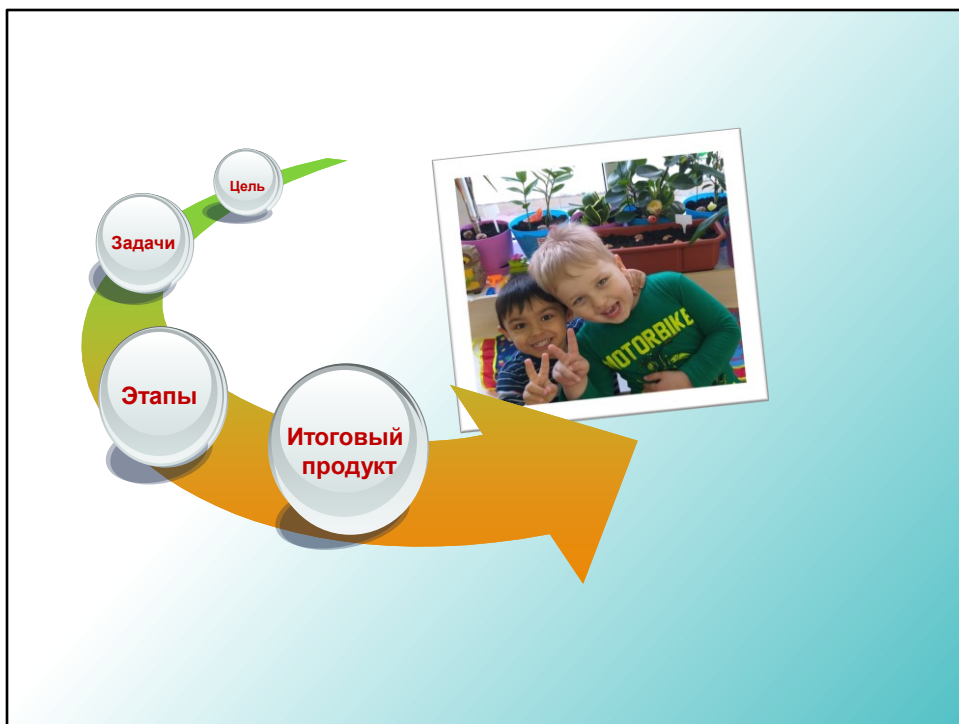 Цель
Задачи
Этапы
Итоговый
продукт
MOTORBIKE